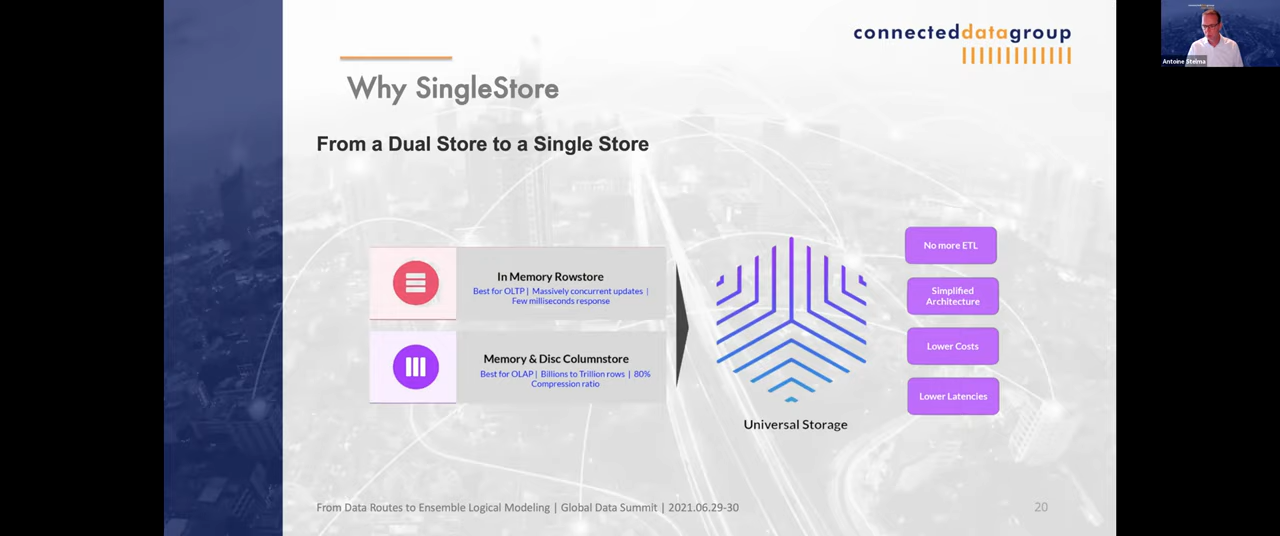 connecteddatagroup
Antoine Stelma
Why SingleStore
From a Dual Store to a Single Store
In Memory Rowstore
Best for OLTP | Massively concurrent updates |
Few milliseconds response
Memory & Disc Columnstore
Best for OLAP | Billions to Trillion rows | 80%
Compression ratio
Universal Storage
No more ETL
Simplified
Architecture
Lower Costs
Lower Latencies
From Data Routes to Ensemble Logical Modeling | Global Data Summit | 2021.06.29-30
20